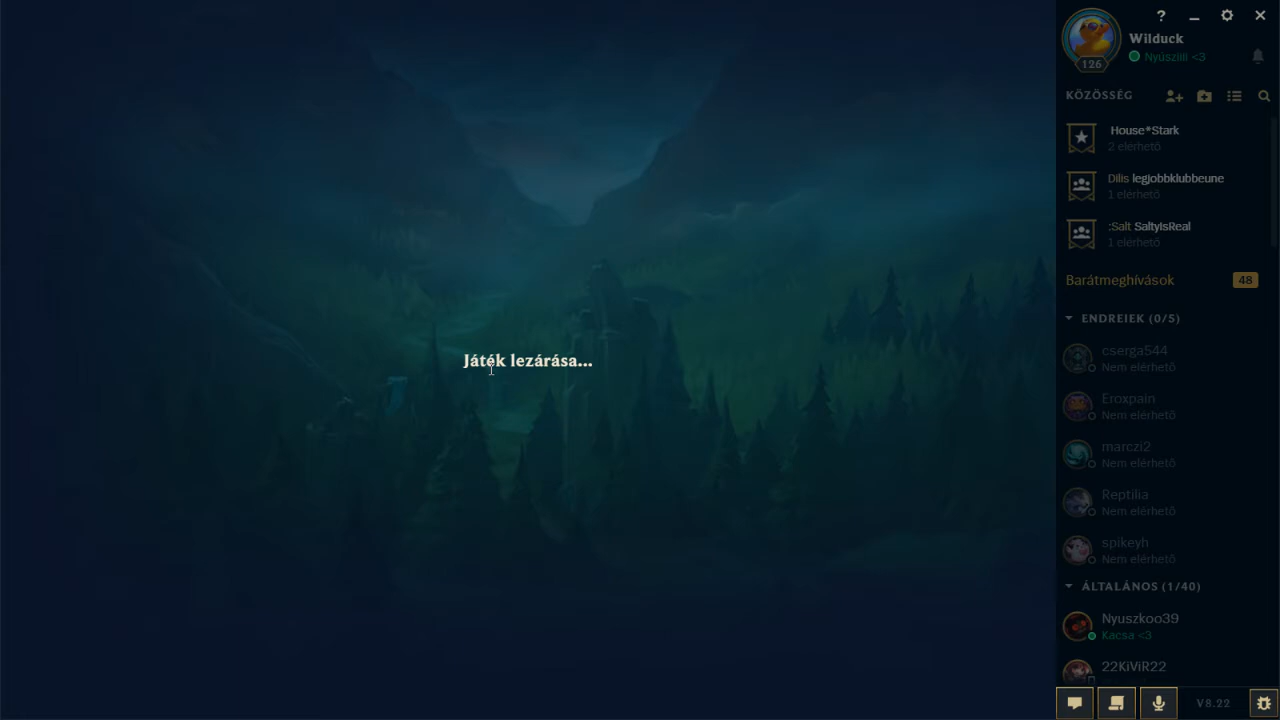 ?
Wilduck
126
Nyúsziiii <3
KÖZÖSSÉG
House*Stark
2 elérhető
Dilis legjobbklubbeune
1 elérhető
:Salt SaltyIsReal
1 elérhető
Barátmeghívások
48
ENDREIEK (0/5)
cserga544
Nem elérhető
Eroxpain
Nem elérhető
marczi2
Nem elérhető
Reptilia
Nem elérhető
spikeyh
Nem elérhető
ÁLTALÁNOS (1/40)
Nyuszkoo39
Kacsa <3
22KiViR22
V8.22
Játék lezárása...